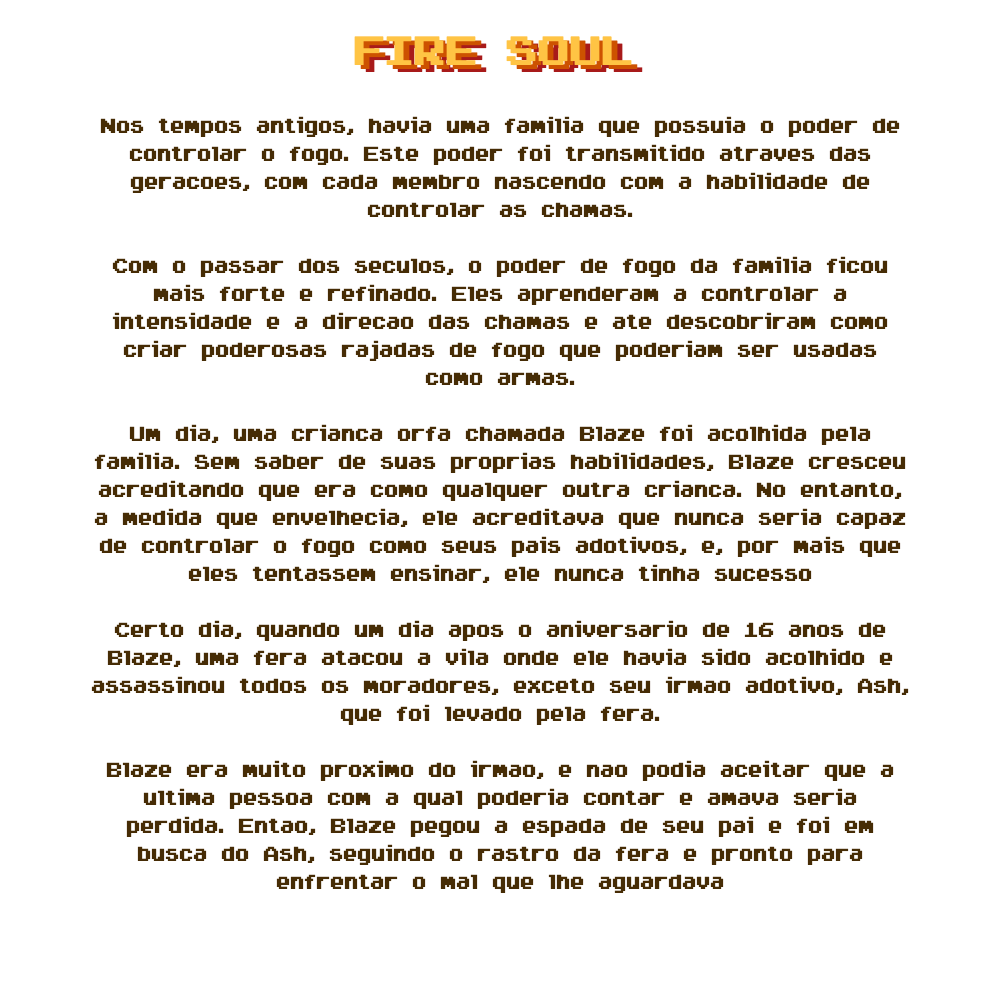 FIRE SOUL
Nos tempos antigos, havia uma familia que possuia o poder de
controlar o fogo. Este poder foi transmitido atraves das
geracoes, com cada membro nascendo com a habilidade de
controlar as chamas.
Com o passar dos seculos, o poder de fogo da familia ficou
mais forte e refinado. Eles aprenderam a controlar a
intensidade e a direcao das chamas e ate descobriram como
criar poderosas rajadas de fogo que poderiam ser usadas
como armas.
Um dia, uma crianca orfa chamada Blaze foi acolhida pela
familia. Sem saber de suas proprias habilidades, Blaze cresceu
acreditando que era como qualquer outra crianca. No entanto,
a medida que envelhecia, ele acreditava que nunca seria capaz
de controlar o fogo como seus pais adotivos, e, por mais que
eles tentassem ensinar, ele nunca tinha sucesso
Certo dia, quando um dia apos o aniversario de 16 anos de
Blaze, uma fera atacou a vila onde ele havia sido acolhido e
assassinou todos os moradores, exceto seu irmao adotivo, Ash,
que foi levado pela fera.
Blaze era muito proximo do irmao, e nao podia aceitar que a
ultima pessoa com a qual poderia contar e amava seria
perdida. Entao, Blaze pegou a espada de seu pai e foi em
busca do Ash, seguindo o rastro da fera e pronto para
enfrentar o mal que lhe aguardava